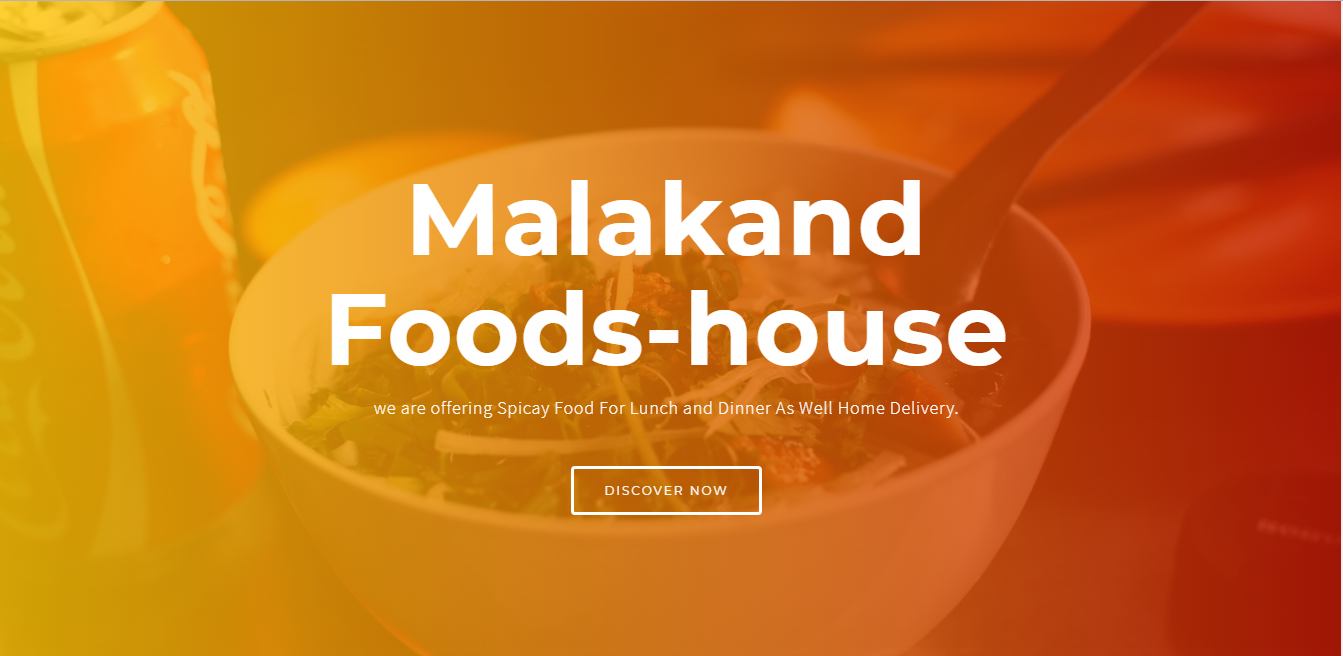 Malakand
Foods-house
we are offering Spicay Food For Lunch and Dinner As Well Home Delivery.
DISCOVER NOW